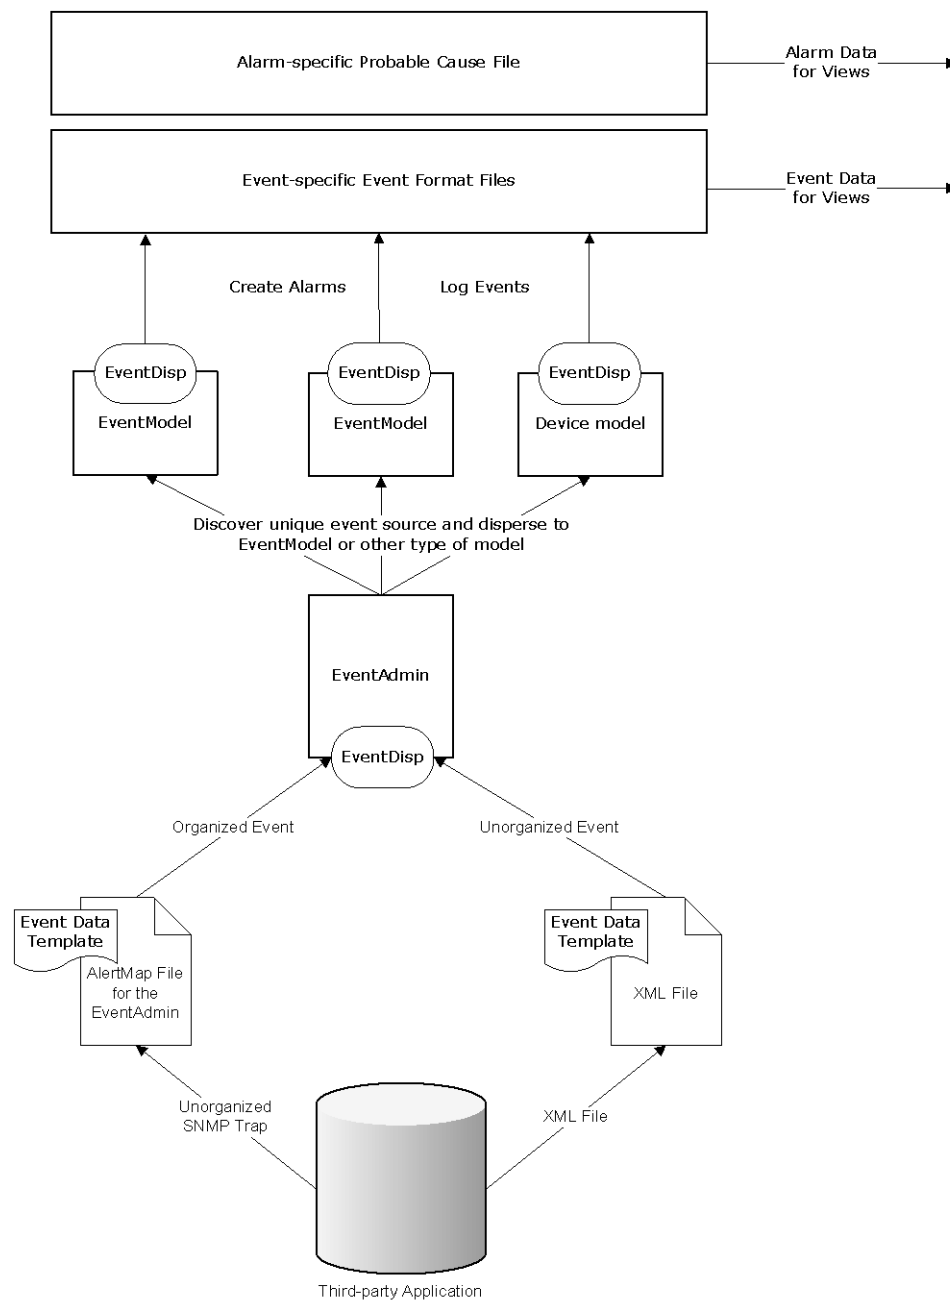 Alarm-specific Probable Cause File
Alarm Data
for Views
Event-specific Event Format Files
Event Data
for Views
Create Alarms
Log Events
EventDisp
EventModel
EventDisp
EventModel
EventDisp
Device model
Discover unique event source and disperse to
EventModel or other type of model
EventAdmin
EventDisp
Organized Event
Unorganized Event
Event Data
Template
AlertMap File
for the
EventAdmin
Event Data
Template
XML File
Unorganized
SNMP Trap
XML File
Third-party Application